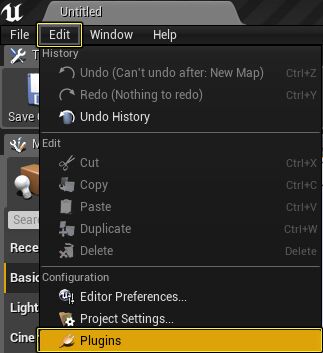 Untitled
File Edit Window Help
History
Undo (Can't undo after: New Map) Ctrl+Z
Redo (Nothing to redo) Ctrl+Y
Undo History
Edit
Cut Ctrl+X
Copy Ctrl+C
Paste Ctrl+V
Duplicate Ctrl+W
Delete Delete
Configuration
Editor Preferences...
Project Settings...
Plugins
T
Save
M
Sear
Rece
Basic
Light
Cine